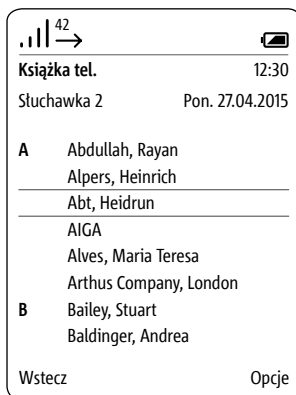 42
Książka tel. 12:30
Słuchawka 2 Pon. 27.04.2015
A Abdullah, Rayan
Alpers, Heinrich
Abt, Heidrun
AIGA
Alves, Maria Teresa
Arthus Company, London
B Bailey, Stuart
Baldinger, Andrea
Wstecz Opcje